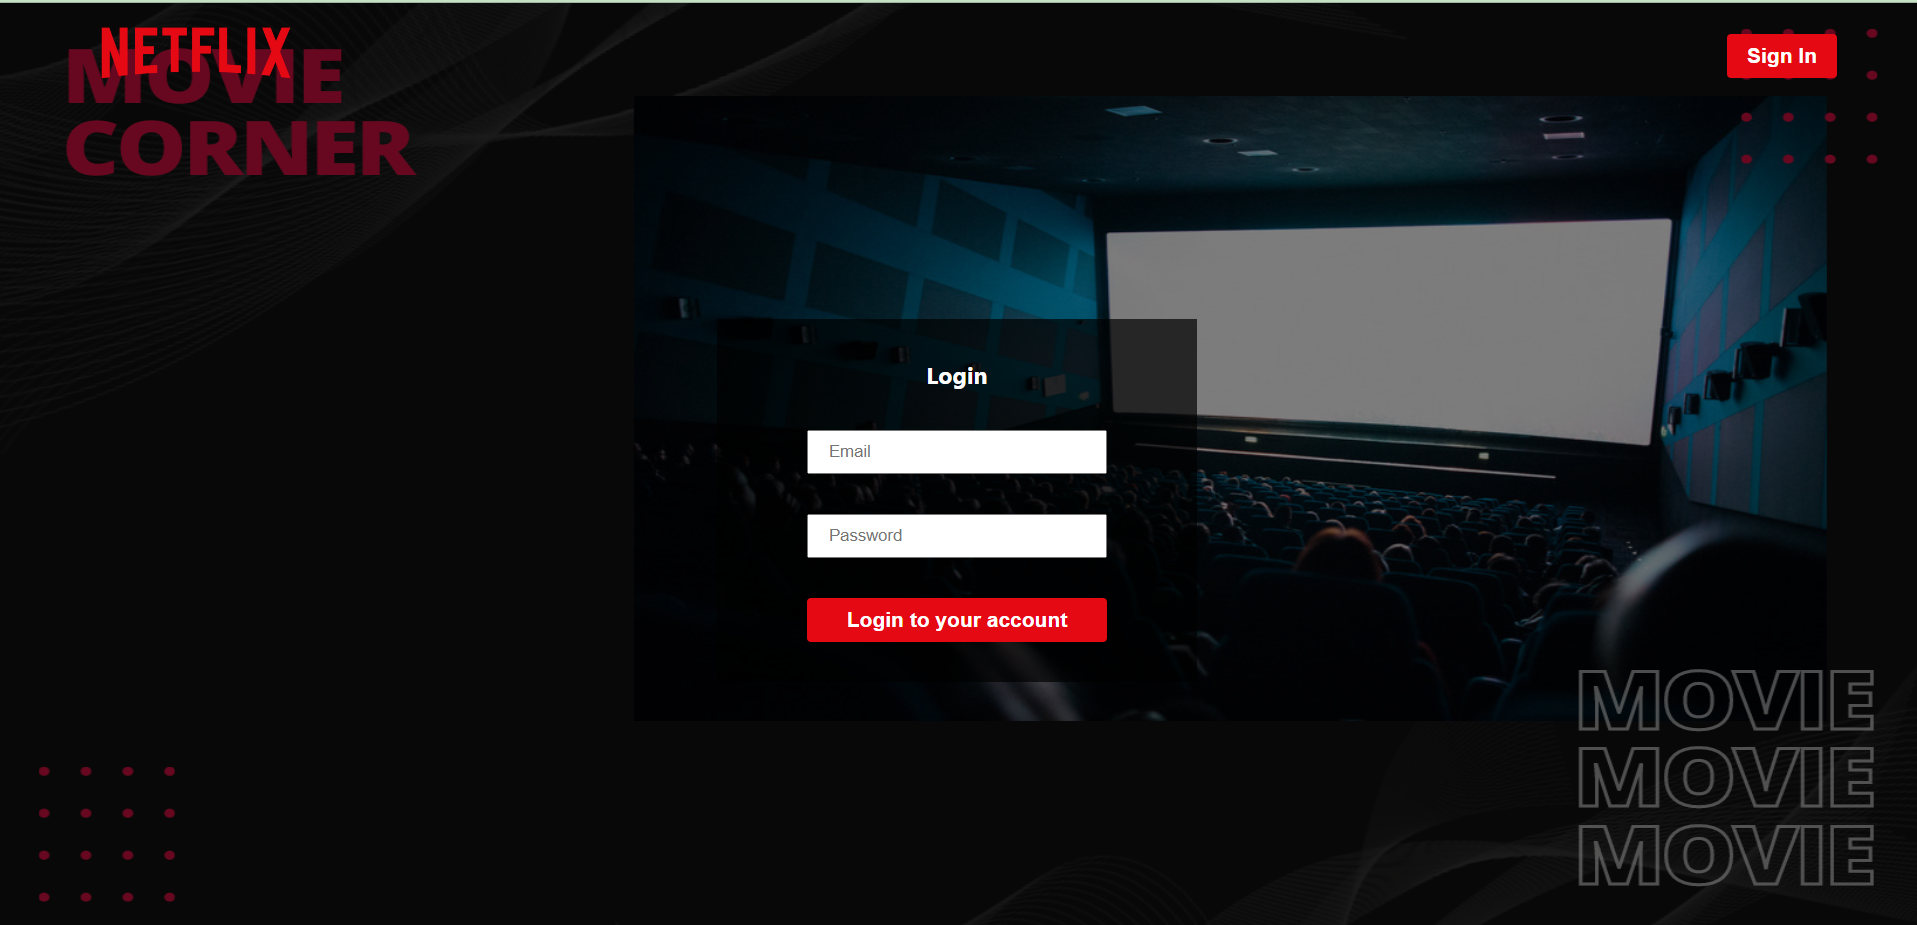 NETFLIX
MOVIE
CORNER
Sign In
Login
Email
Password
Login to your account
MOVIE
MOVIE
MOVIE